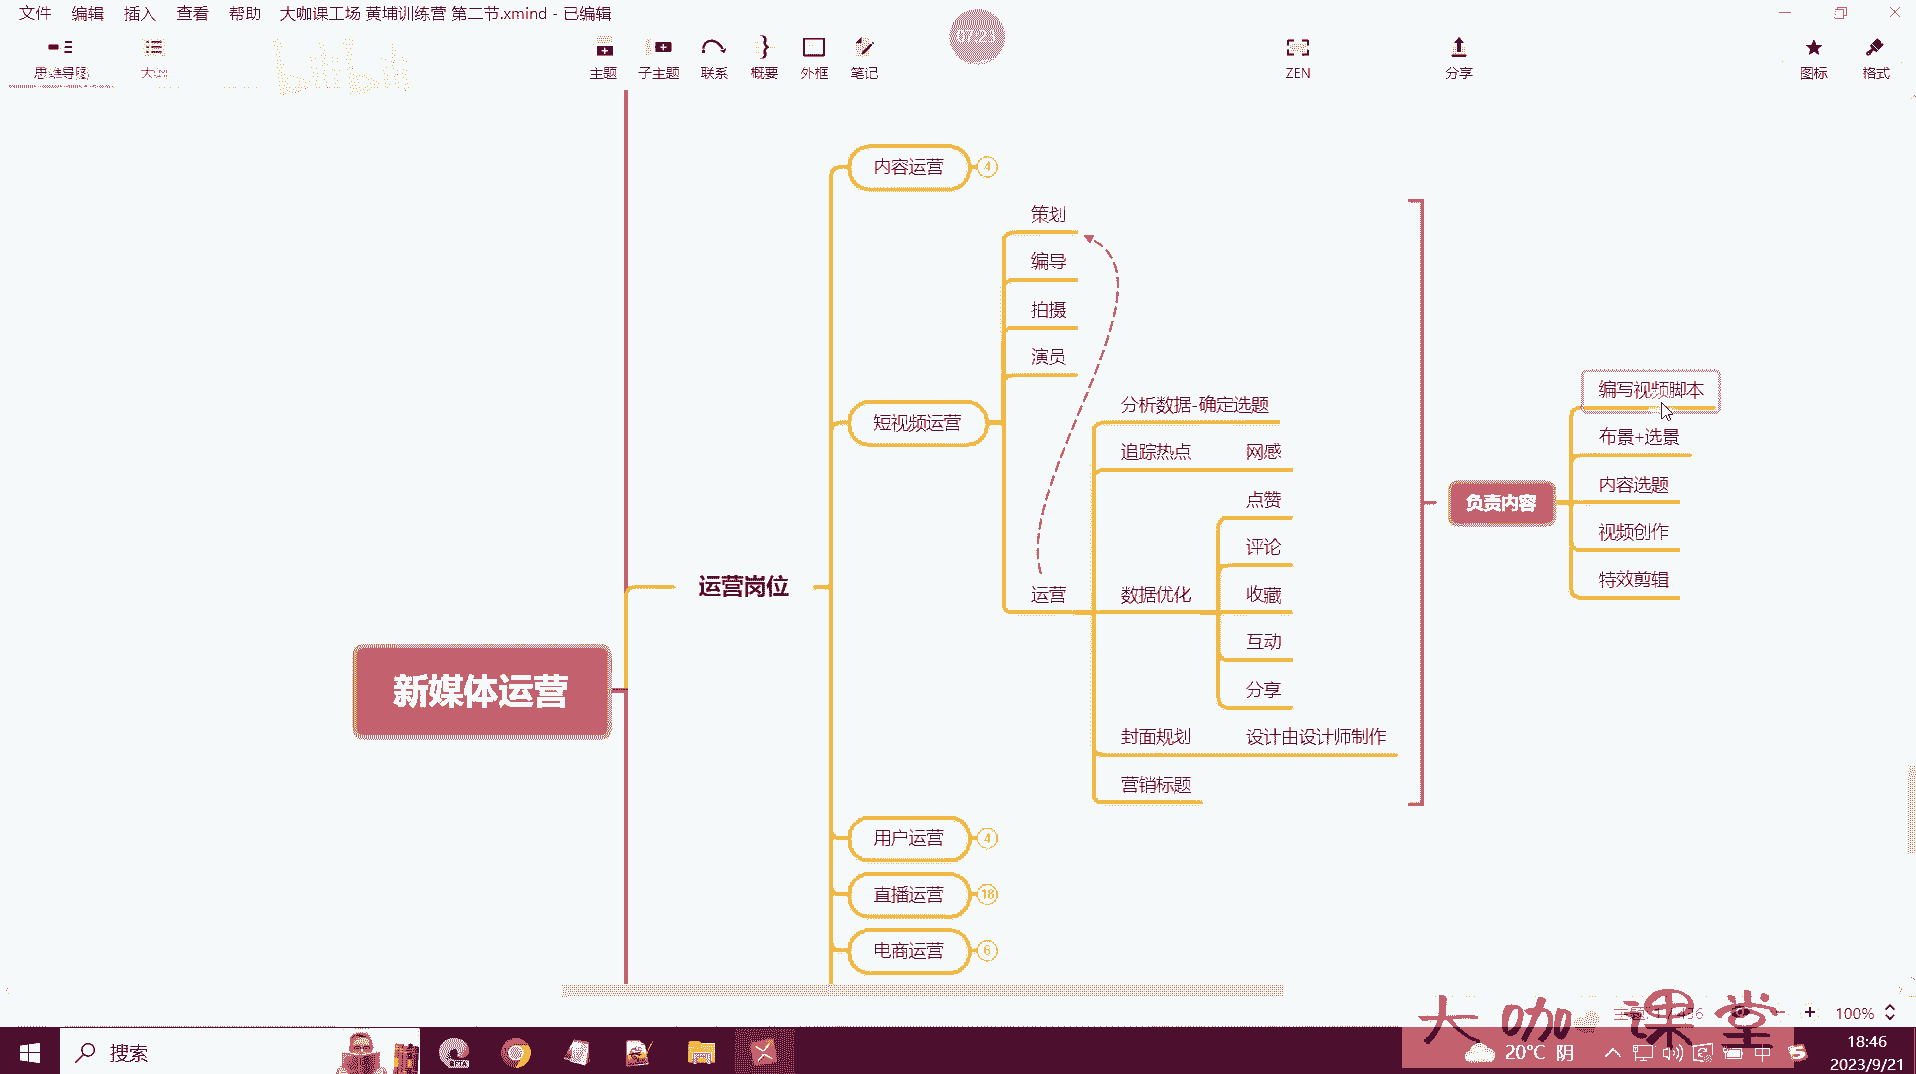 文件 编辑 插入 查看 帮助 大咖课工场 黄埔训练营 第二节.xmind - 已编辑
思维导图 大纲 主题 子主题 联系 概要 外框 笔记 ZEN 分享 图标 格式
bilibili
内容运营 4
策划
编导
拍摄
演员
短视频运营
分析数据-确定选题
追踪热点 网感
点赞
评论
运营 数据优化 收藏
互动
分享
封面规划 设计由设计师制作
营销标题
负责内容
编写视频脚本
布景+选景
内容选题
视频创作
特效剪辑
运营岗位
新媒体运营
用户运营 4
直播运营 18
电商运营 6
大咖课堂
100%
搜索
20°C 阴
中
18:46
2023/9/21